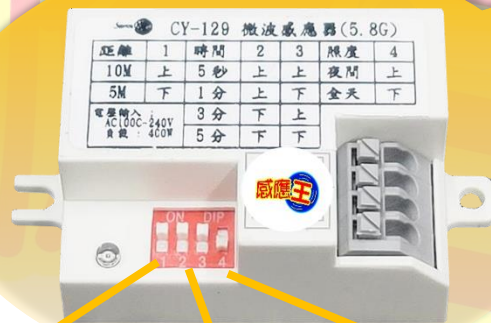 CY-129 微波感應器(5.8G)
距離 1 時間 2 3 照度 4
10M 上 5秒 上 上 夜間 上
5M 下 1分 上 下 全天 下
電壓輸入: AC100C-240V 負載: 400W
3分 下 上
5分 下 下
感應王
ON DIP
1 2 3 4